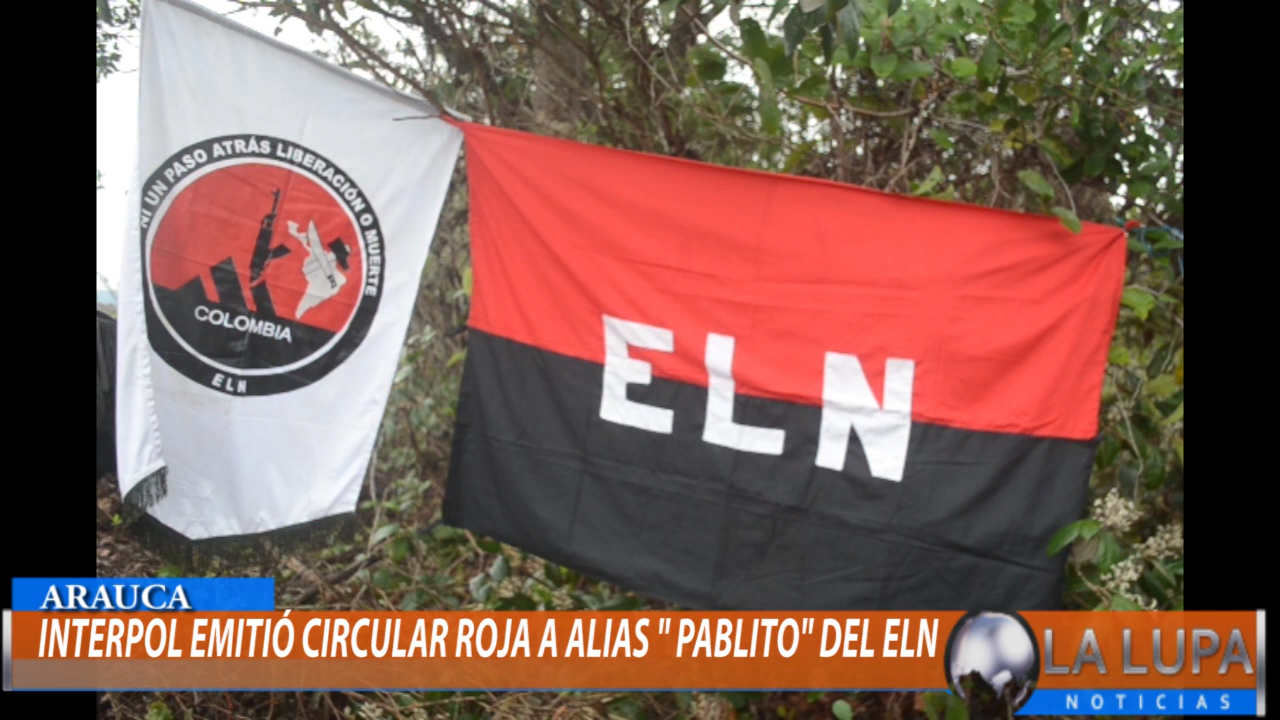 NI UN PASO ATRÁS LIBERACIÓN O MUERTE
COLOMBIA
ELN
ELN
ARAUCA
INTERPOL EMITIÓ CIRCULAR ROJA A ALIAS " PABLITO" DEL ELN
LA LUPA
NOTICIAS